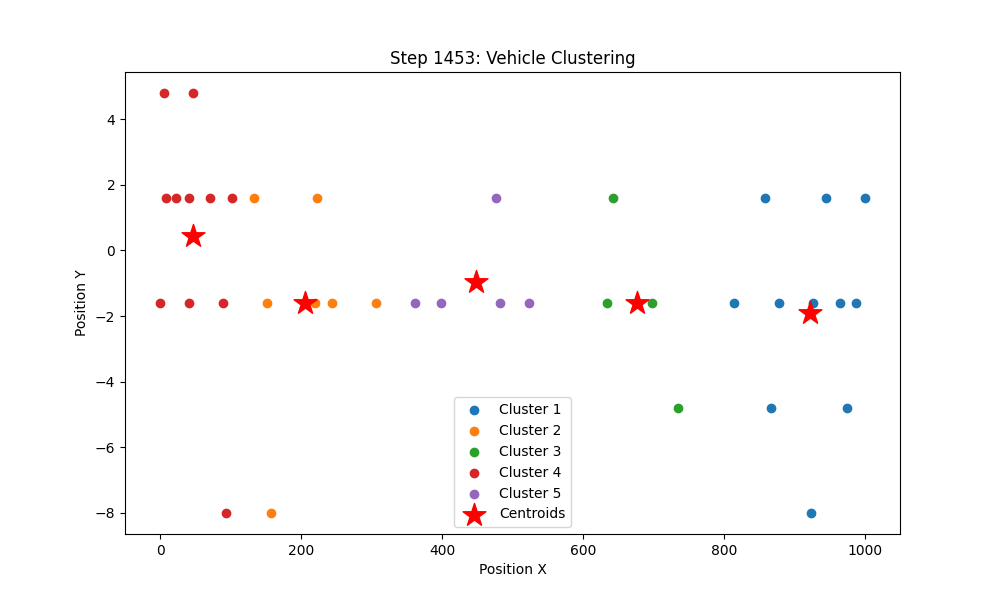 Step 1453: Vehicle Clustering
Position Y
4
2
0
−2
−4
−6
−8
Cluster 1
Cluster 2
Cluster 3
Cluster 4
Cluster 5
Centroids
0 200 400 600 800 1000
Position X